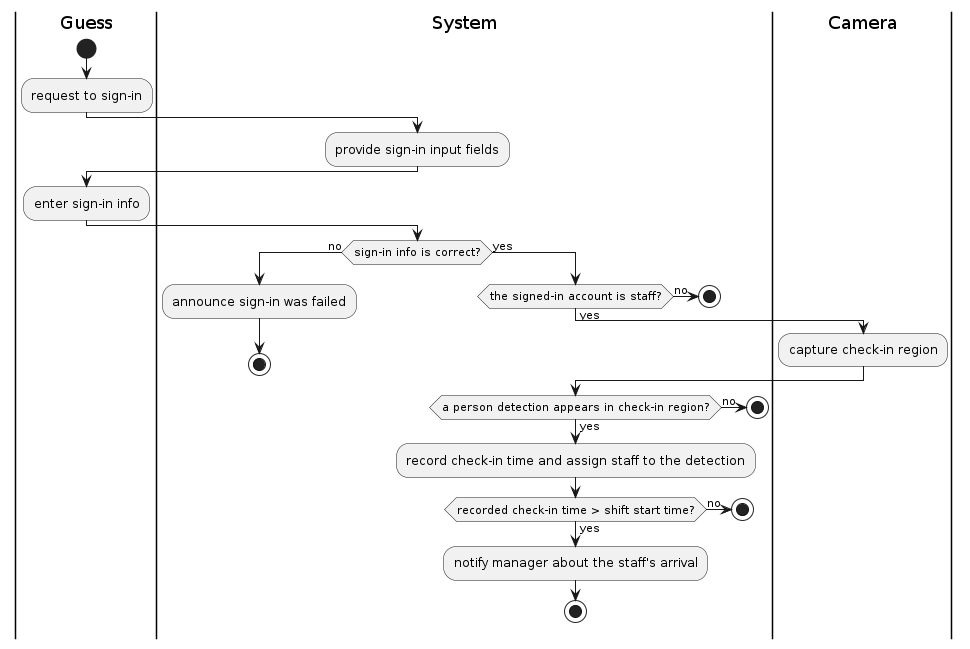 Guess
System
Camera
request to sign-in
provide sign-in input fields
enter sign-in info
no
sign-in info is correct?
yes
announce sign-in was failed
the signed-in account is staff?
no
yes
capture check-in region
a person detection appears in check-in region?
no
yes
record check-in time and assign staff to the detection
recorded check-in time > shift start time?
no
yes
notify manager about the staff's arrival